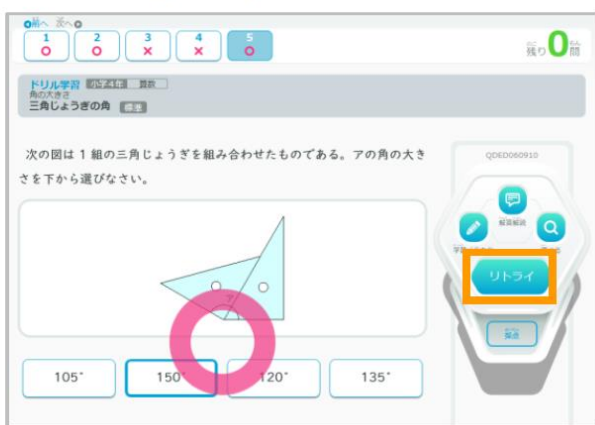 前へ 次へ
1 2 3 4 5
残り0問
ドリル学習 小学4年 算数
角の大きさ
三角じょうぎの角 標準
次の図は1組の三角じょうぎを組み合わせたものである。アの角の大き
さを下から選びなさい。
QDED060910
解答解説
リトライ
採点
ア
105°
150°
120°
135°